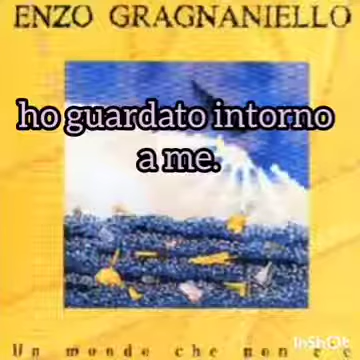 ENZO GRAGNANIELLO
ho guardato intorno
a me.
Un mondo che non c'è
InShOt